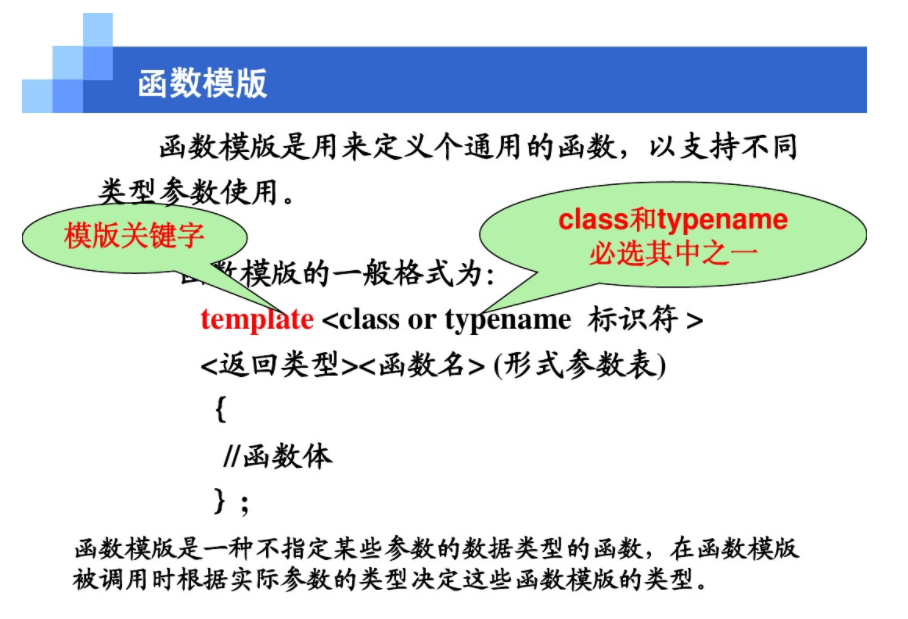 函数模版
函数模版是用来定义个通用的函数，以支持不同
类型参数使用。
模版关键字
class和typename
必选其中之一
函数模版的一般格式为：
template <class or typename 标识符 >
<返回类型><函数名> (形式参数表)
{
//函数体
} ;
函数模版是一种不指定某些参数的数据类型的函数，在函数模版
被调用时根据实际参数的类型决定这些函数模版的类型。